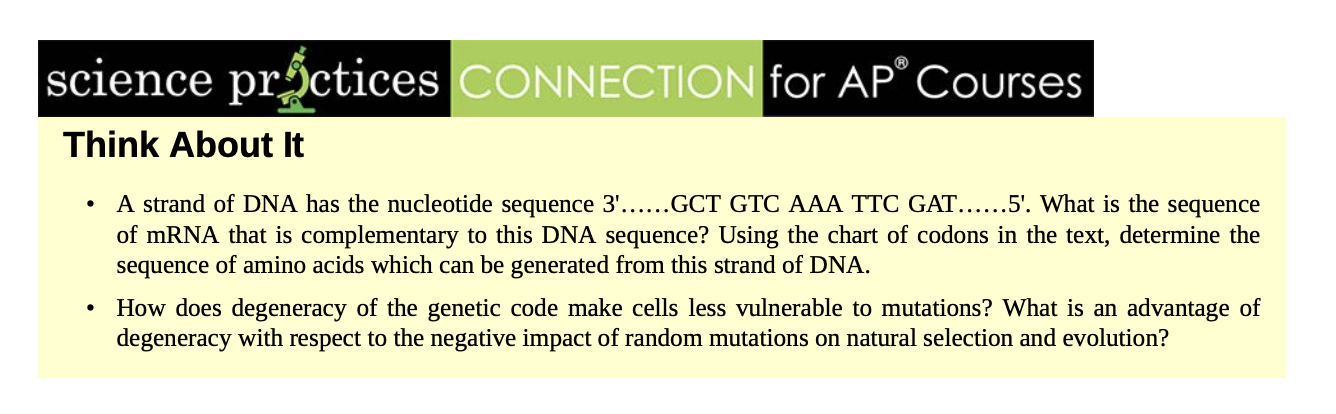 science practices CONNECTION for AP® Courses
Think About It
• A strand of DNA has the nucleotide sequence 3'……GCT GTC AAA TTC GAT……5'. What is the sequence
of mRNA that is complementary to this DNA sequence? Using the chart of codons in the text, determine the
sequence of amino acids which can be generated from this strand of DNA.
• How does degeneracy of the genetic code make cells less vulnerable to mutations? What is an advantage of
degeneracy with respect to the negative impact of random mutations on natural selection and evolution?